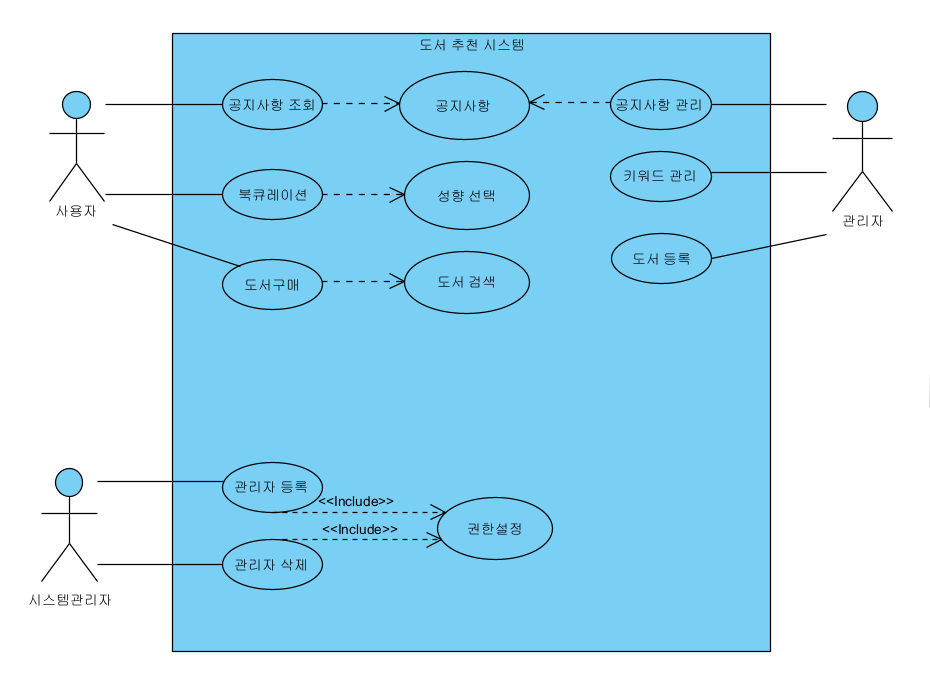 도서 추천 시스템
공지사항 조회
공지사항
공지사항 관리
키워드 관리
북큐레이션
성향 선택
사용자
관리자
도서구매
도서 검색
도서 등록
관리자 등록
<<Include>>
권한설정
<<Include>>
관리자 삭제
시스템관리자